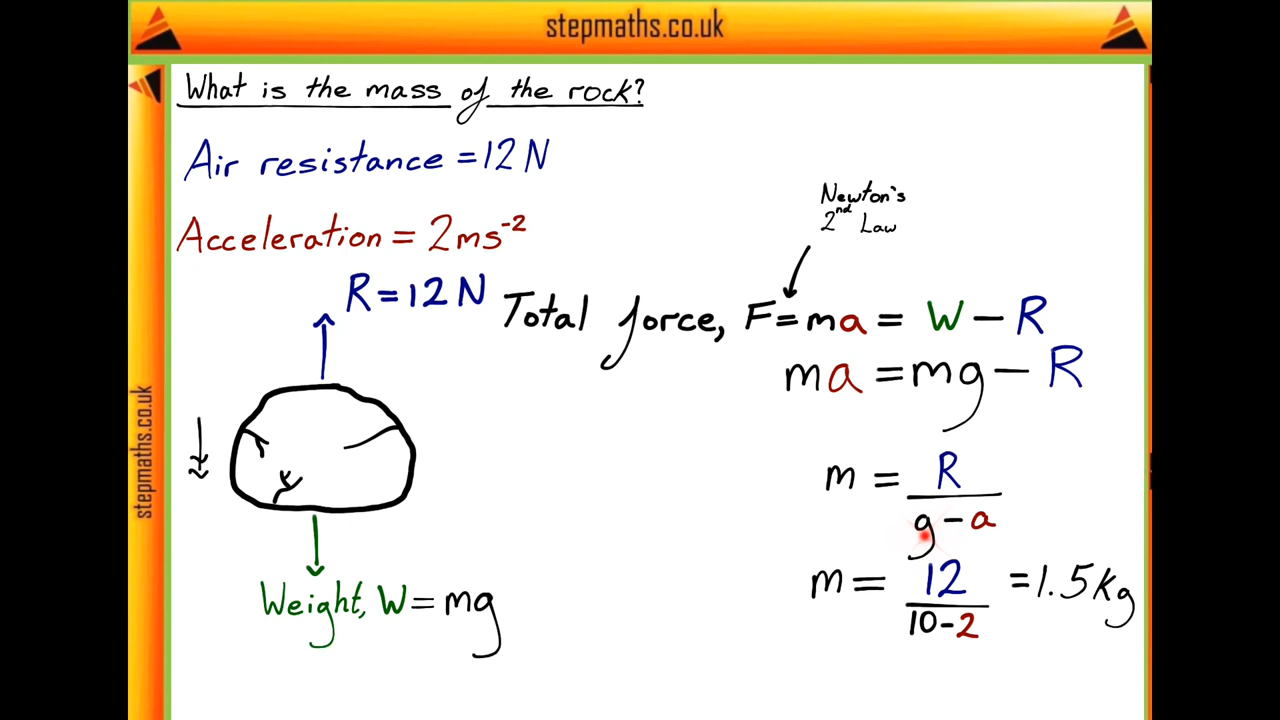 stepmaths.co.uk
What is the mass of the rock?
Air resistance = 12 N
Newton's
2nd Law
Acceleration = 2ms⁻²
R = 12 N
Total force, F = ma = W − R
ma = mg − R
m = R / g − a
m = 12 / 10 − 2 = 1.5kg
Weight, W = mg
stepmaths.co.uk